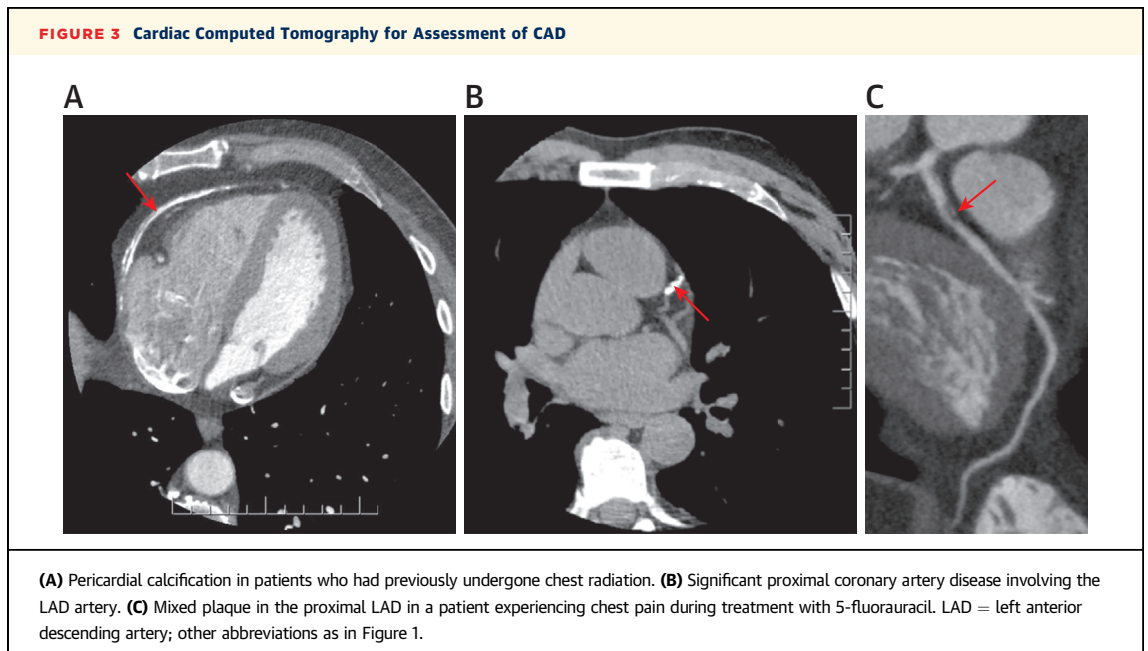 FIGURE 3 Cardiac Computed Tomography for Assessment of CAD
A
B
C
(A) Pericardial calcification in patients who had previously undergone chest radiation. (B) Significant proximal coronary artery disease involving the
LAD artery. (C) Mixed plaque in the proximal LAD in a patient experiencing chest pain during treatment with 5-fluorauracil. LAD = left anterior
descending artery; other abbreviations as in Figure 1.